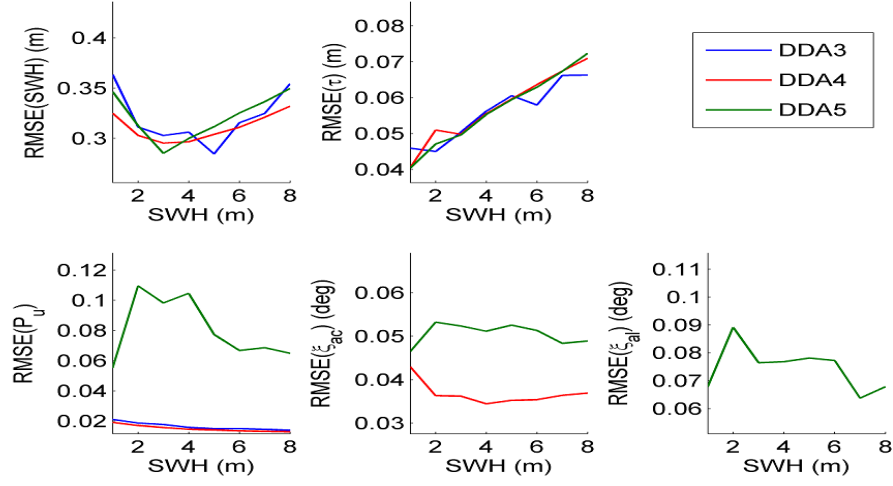 RMSE(SWH) (m)
0.4
0.35
0.3
2 4 6 8
SWH (m)
RMSE(τ) (m)
0.08
0.07
0.06
0.05
0.04
2 4 6 8
SWH (m)
DDA3
DDA4
DDA5
RMSE(P_u)
0.12
0.1
0.08
0.06
0.04
0.02
2 4 6 8
SWH (m)
RMSE(ξ_ac) (deg)
0.06
0.05
0.04
0.03
2 4 6 8
SWH (m)
RMSE(ξ_al) (deg)
0.11
0.1
0.09
0.08
0.07
0.06
2 4 6 8
SWH (m)